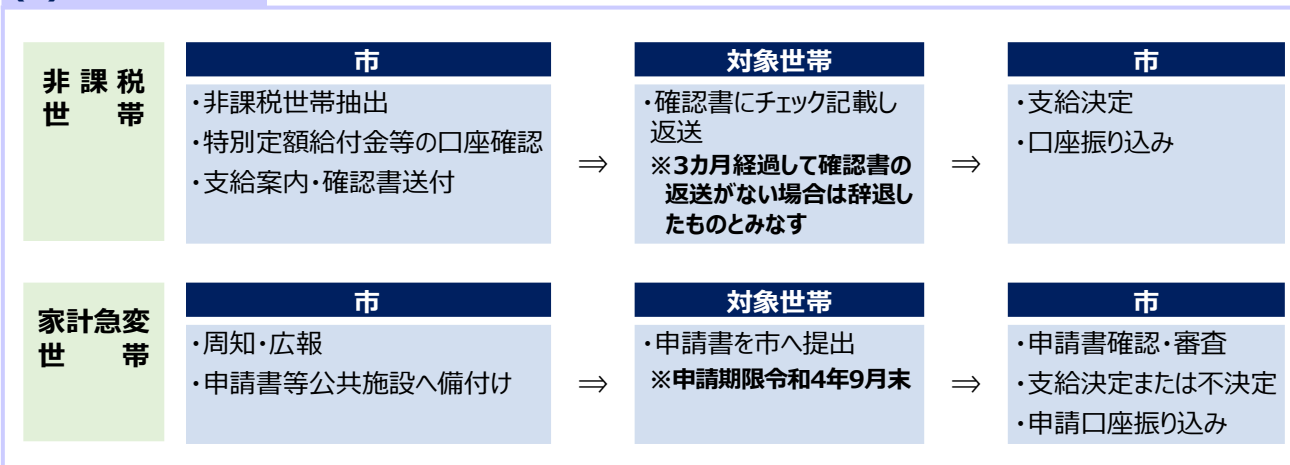 非課税
世帯
市
・非課税世帯抽出
・特別定額給付金等の口座確認
・支給案内・確認書送付
⇒
対象世帯
・確認書にチェック記載し
返送
※3カ月経過して確認書の
返送がない場合は辞退し
たものとみなす
⇒
市
・支給決定
・口座振り込み
家計急変
世帯
市
・周知・広報
・申請書等公共施設へ備付け
⇒
対象世帯
・申請書を市へ提出
※申請期限令和4年9月末
⇒
市
・申請書確認・審査
・支給決定または不決定
・申請口座振り込み